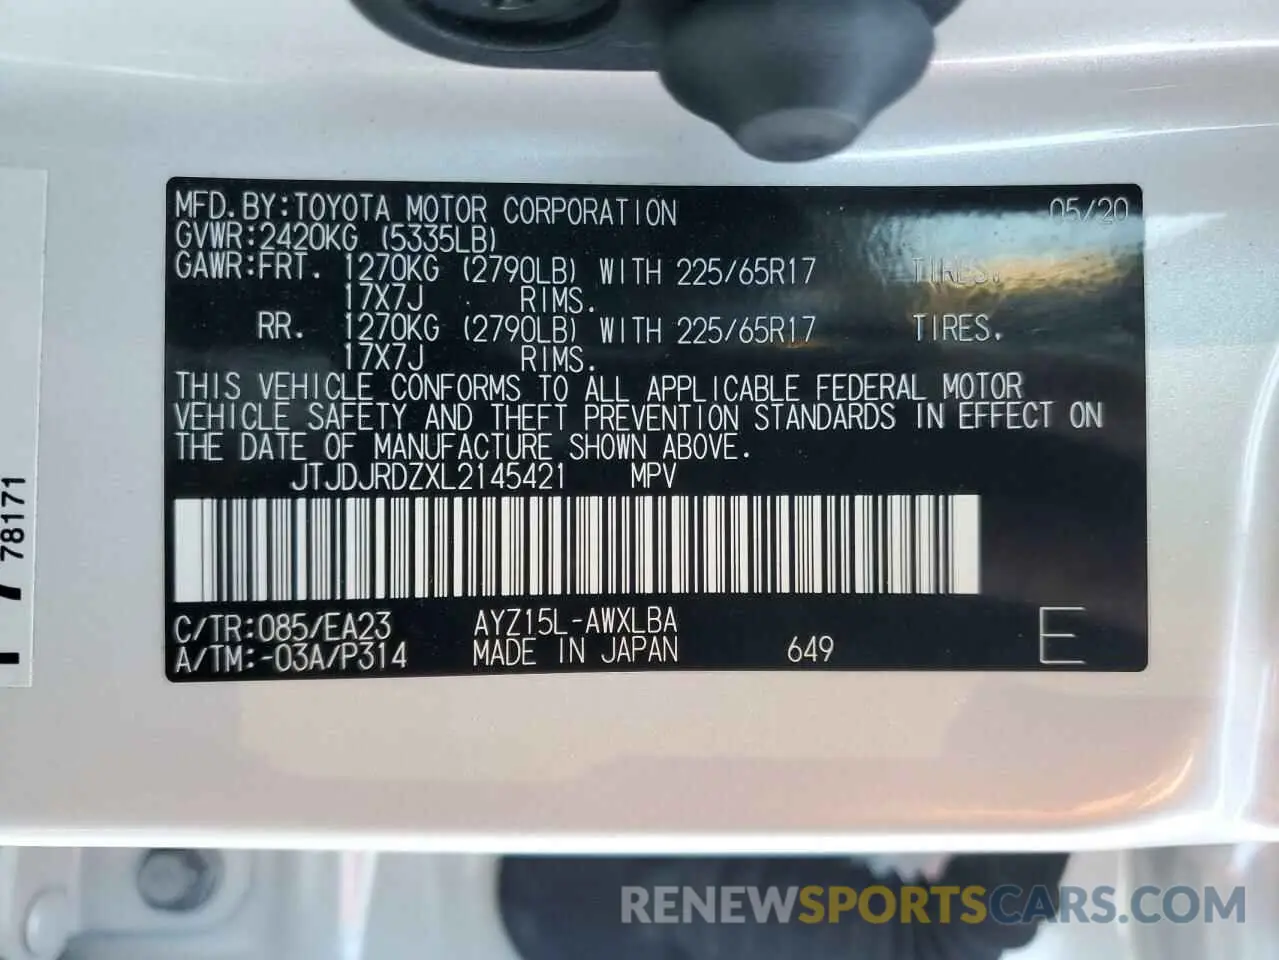 MFD.BY:TOYOTA MOTOR CORPORATION 05/20
GVWR:2420KG (5335LB)
GAWR:FRT. 1270KG (2790LB) WITH 225/65R17 TIRES.
17X7J RIMS.
RR. 1270KG (2790LB) WITH 225/65R17 TIRES.
17X7J RIMS.
THIS VEHICLE CONFORMS TO ALL APPLICABLE FEDERAL MOTOR
VEHICLE SAFETY AND THEFT PREVENTION STANDARDS IN EFFECT ON
THE DATE OF MANUFACTURE SHOWN ABOVE.
JTJDJRDZXL2145421 MPV
C/TR:085/EA23 AYZ15L-AWXLBA
A/TM:-03A/P314 MADE IN JAPAN 649 E
78171
RENEWSPORTSCARS.COM